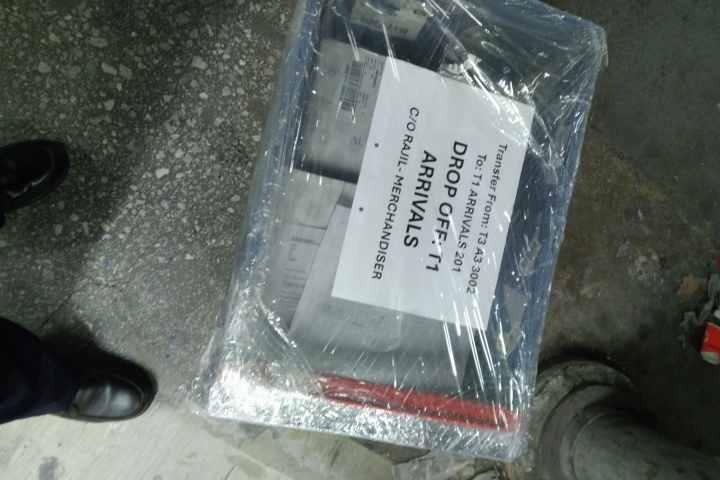 Transfer From: T3 A3 3002
To: T1 ARRIVALS 201
DROP OFF: T1
ARRIVALS
C/O RAJIL- MERCHANDISER